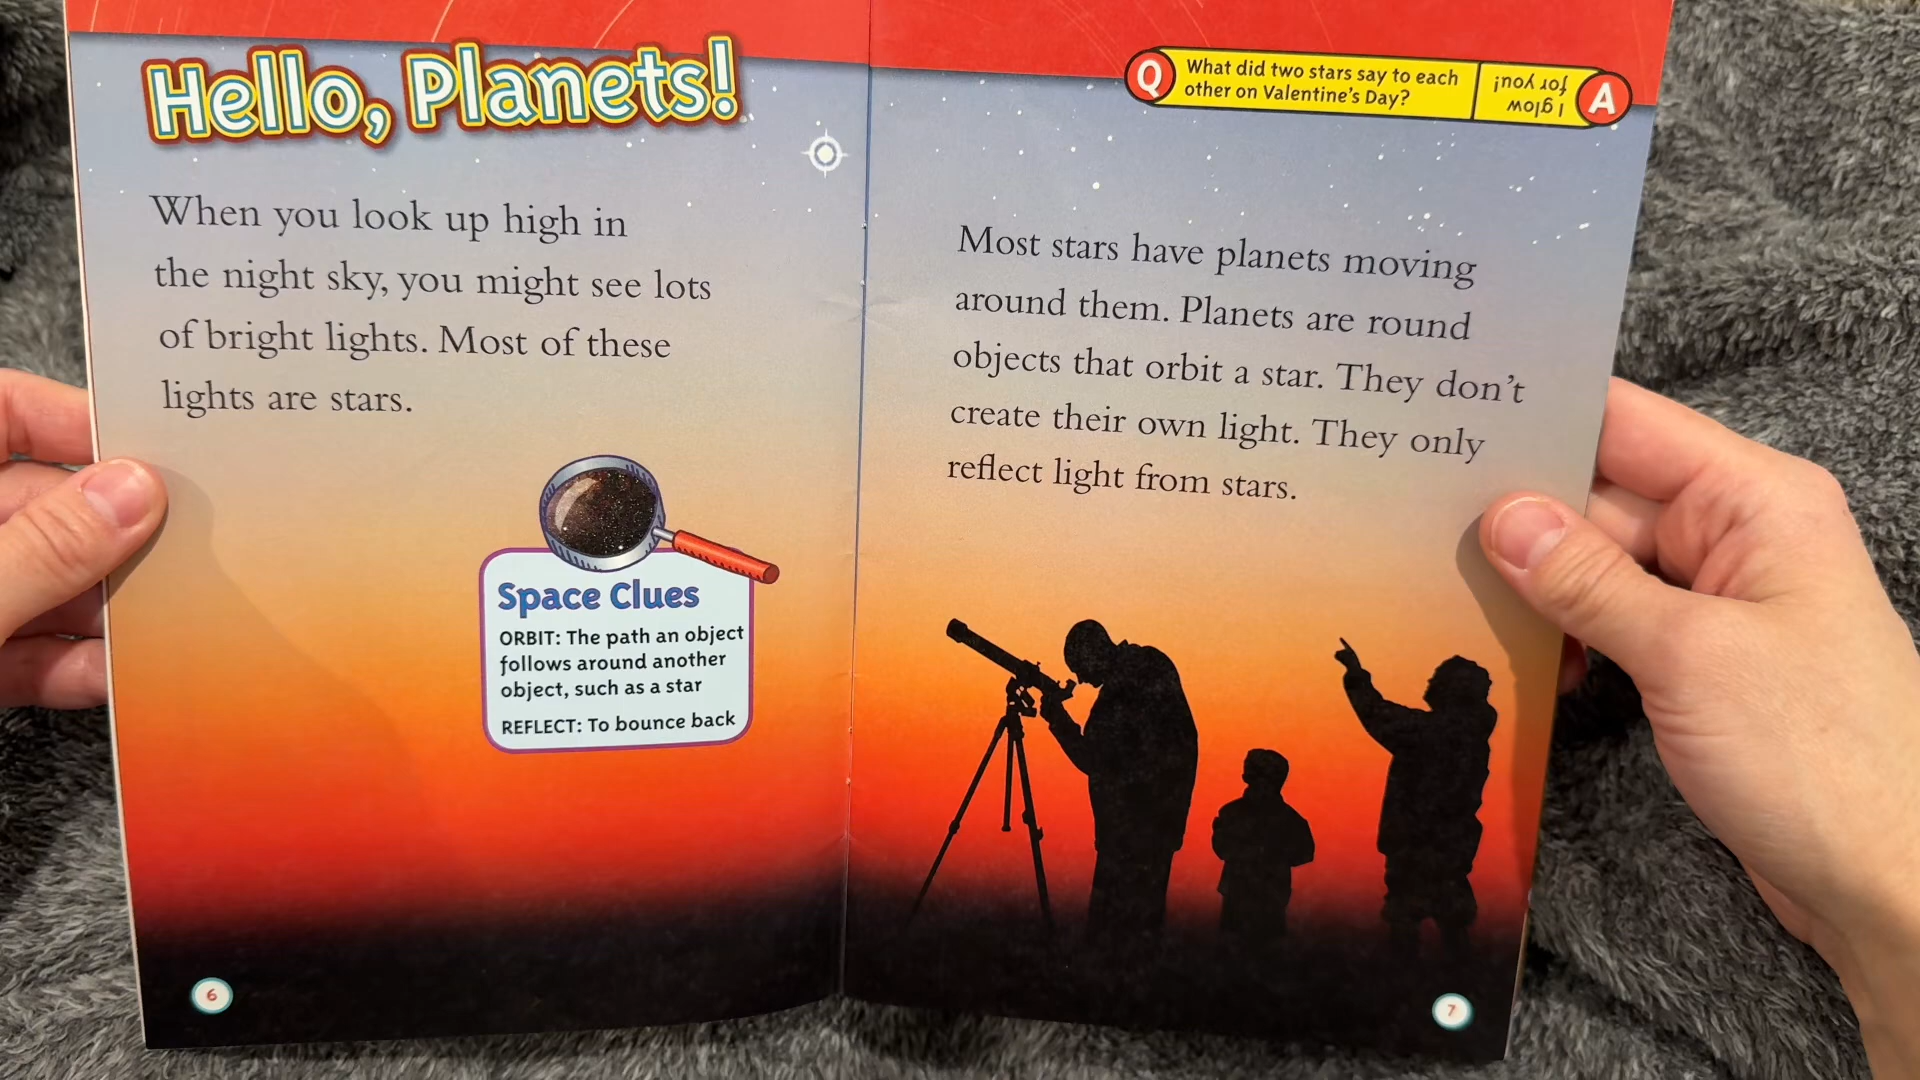 Hello, Planets!
When you look up high in
the night sky, you might see lots
of bright lights. Most of these
lights are stars.
Space Clues
ORBIT: The path an object
follows around another
object, such as a star
REFLECT: To bounce back
6
Q
What did two stars say to each
other on Valentine's Day?
A
I glow
for you!
Most stars have planets moving
around them. Planets are round
objects that orbit a star. They don't
create their own light. They only
reflect light from stars.
7